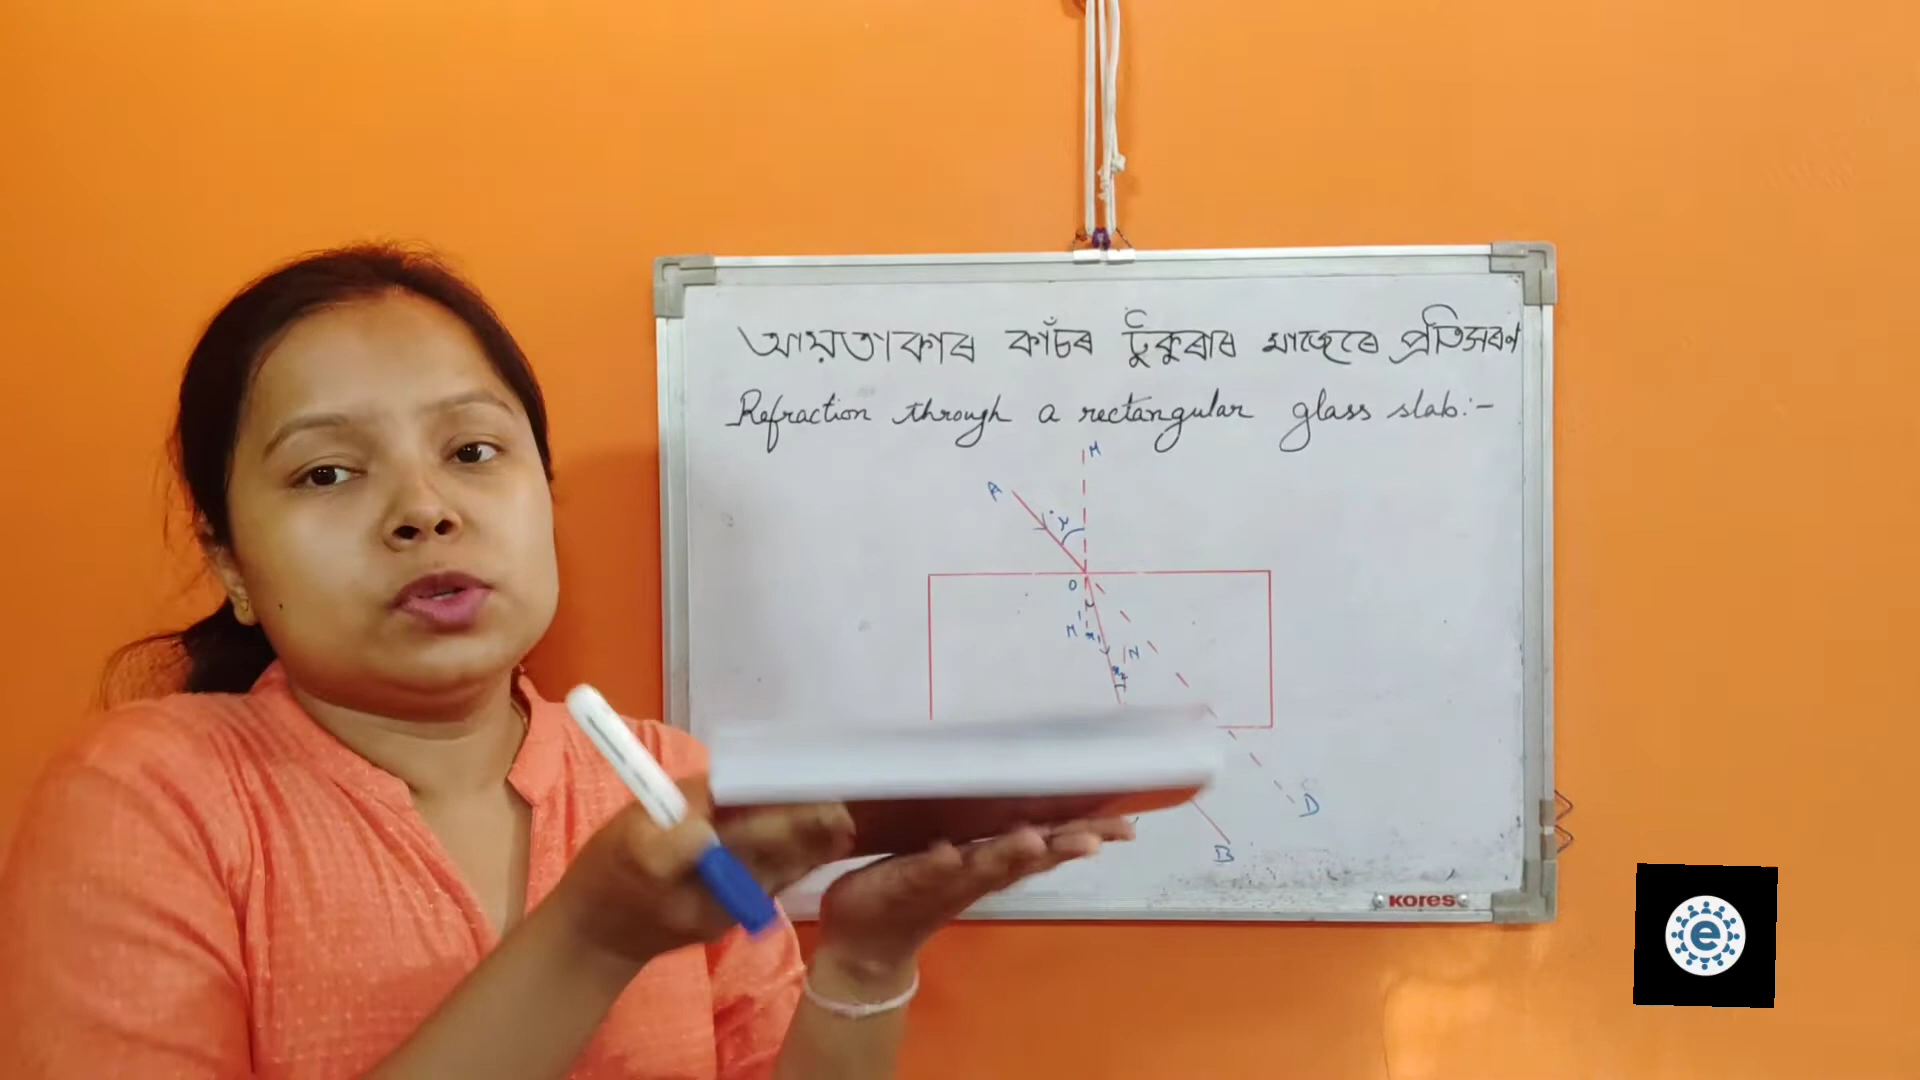 আয়তাকাৰ কাঁচৰ টুঁকুৰাৰ মাজেৰে প্ৰতিসৰণ
Refraction through a rectangular glass slab:-
M
A
i
O
M'
r
N
D
B
KORES
e